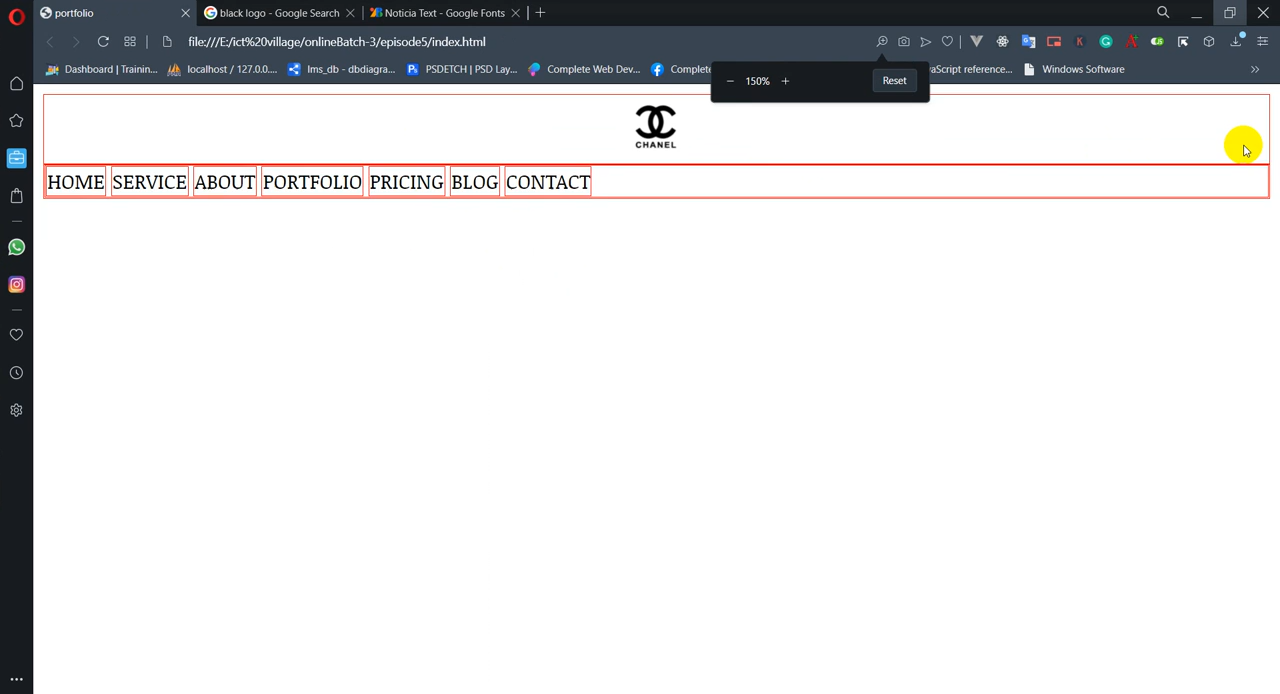 portfolio
black logo - Google Search
Noticia Text - Google Fonts
file:///E:/ict%20village/onlineBatch-3/episode5/index.html
Dashboard | Trainin...
localhost / 127.0.0....
lms_db - dbdiagra...
PSDETCH | PSD Lay...
Complete Web Dev...
Complete
vaScript reference...
Windows Software
150%
Reset
CHANEL
HOME SERVICE ABOUT PORTFOLIO PRICING BLOG CONTACT